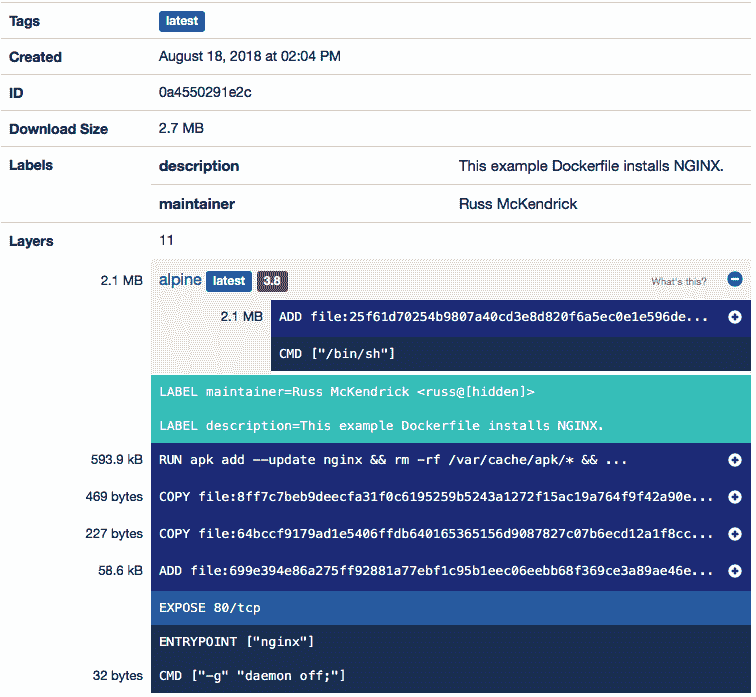 Tags latest
Created August 18, 2018 at 02:04 PM
ID 0a4550291e2c
Download Size 2.7 MB
Labels description This example Dockerfile installs NGINX.
maintainer Russ McKendrick
Layers 11
2.1 MB alpine latest 3.8 What's this?
2.1 MB ADD file:25f61d70254b9807a40cd3e8d820f6a5ec0e1e596de...
CMD ["/bin/sh"]
LABEL maintainer=Russ McKendrick <russ@[hidden]>
LABEL description=This example Dockerfile installs NGINX.
593.9 kB RUN apk add --update nginx && rm -rf /var/cache/apk/* && ...
469 bytes COPY file:8ff7c7beb9deecfa31f0c6195259b5243a1272f15ac19a764f9f42a90e...
227 bytes COPY file:64bccf9179ad1e5406ffdb640165365156d9087827c07b6ecd12a1f8cc...
58.6 kB ADD file:699e394e86a275ff92881a77ebf1c95b1eec06eebb68f369ce3a89ae46e...
EXPOSE 80/tcp
ENTRYPOINT ["nginx"]
32 bytes CMD ["-g" "daemon off;"]